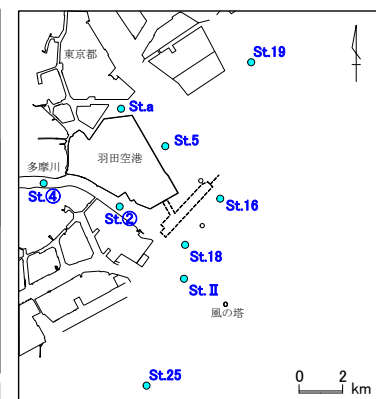 St.19
東京都
St.a
St.5
羽田空港
多摩川
St.④
St.②
St.16
St.18
St.Ⅱ
風の塔
St.25
0 2
km